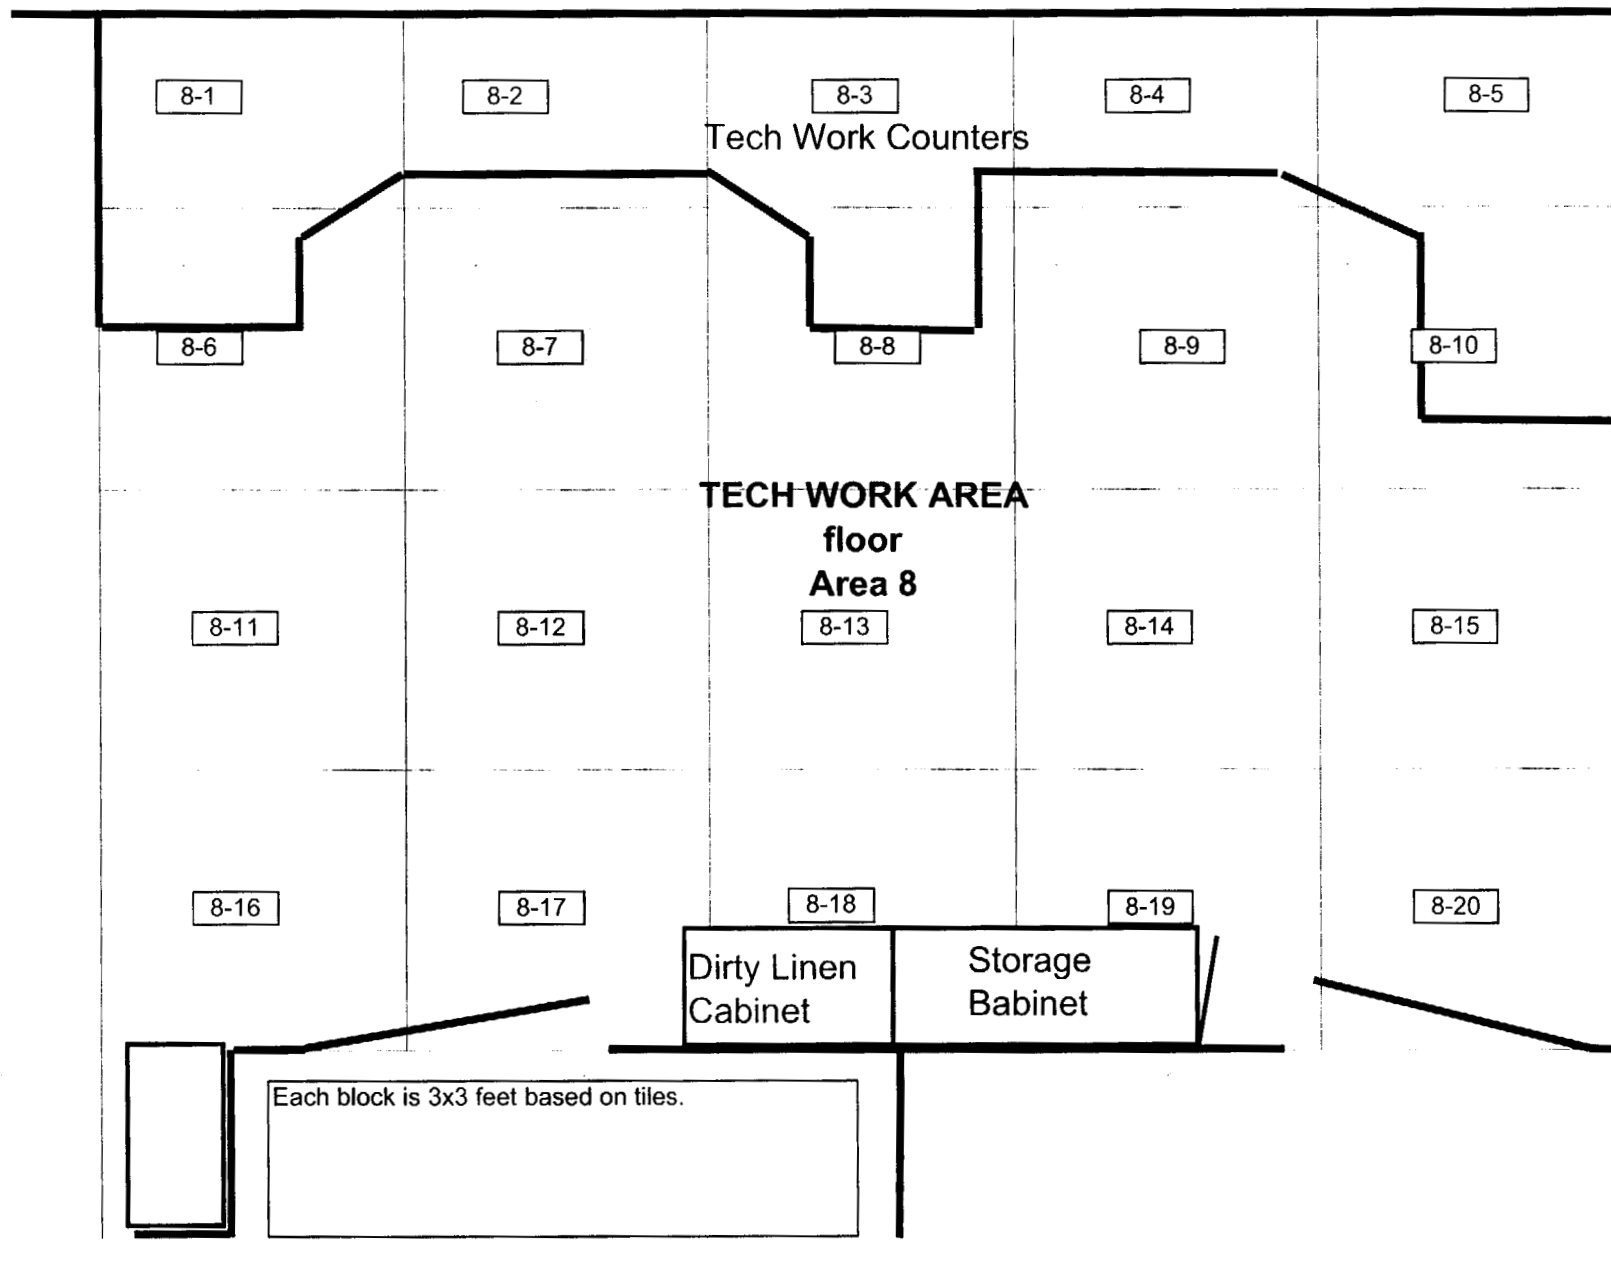 8-1
8-2
8-3
8-4
8-5
Tech Work Counters
8-6
8-7
8-8
8-9
8-10
TECH WORK AREA
floor
Area 8
8-11
8-12
8-13
8-14
8-15
8-16
8-17
8-18
8-19
8-20
Dirty Linen
Cabinet
Storage
Babinet
Each block is 3x3 feet based on tiles.